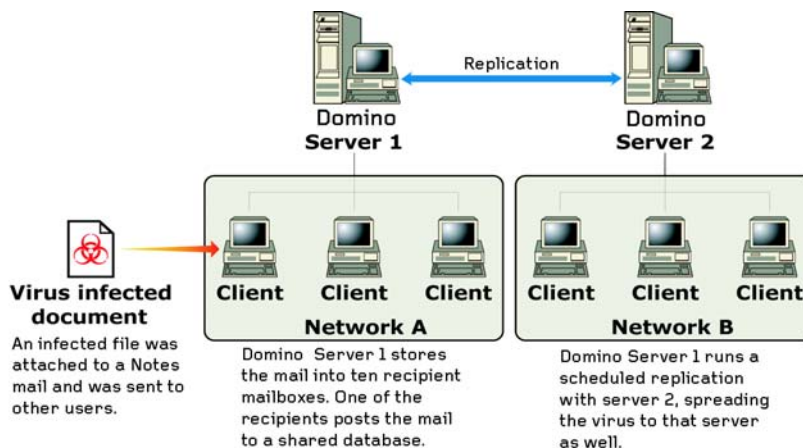 Replication
Domino
Server 1
Domino
Server 2
Client
Client
Client
Network A
Client
Client
Client
Network B
Virus infected
document
An infected file was
attached to a Notes
mail and was sent to
other users.
Domino Server 1 stores
the mail into ten recipient
mailboxes. One of the
recipients posts the mail
to a shared database.
Domino Server 1 runs a
scheduled replication
with server 2, spreading
the virus to that server
as well.